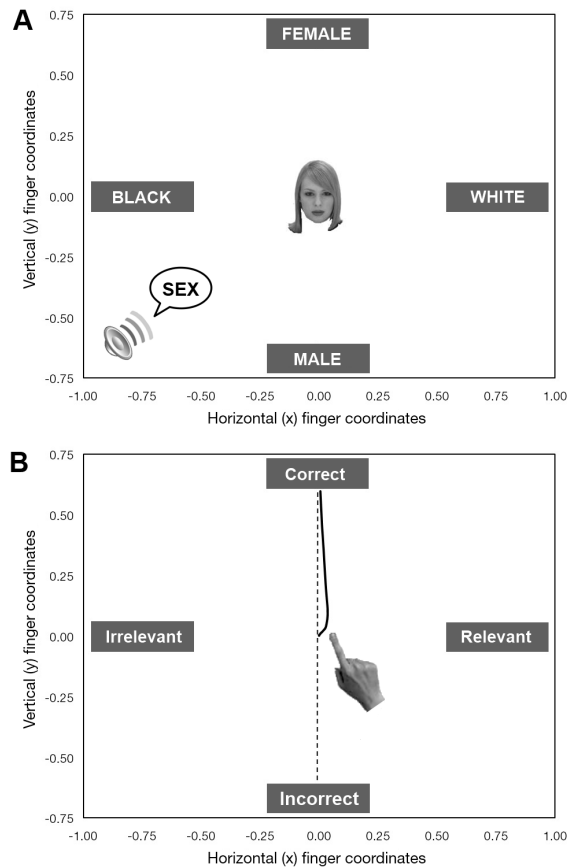 A
0.75
FEMALE
0.50
0.25
Vertical (y) finger coordinates
0.00
BLACK
WHITE
-0.25
SEX
-0.50
MALE
-0.75
-1.00 -0.75 -0.50 -0.25 0.00 0.25 0.50 0.75 1.00
Horizontal (x) finger coordinates
B
0.75
Correct
0.50
0.25
Vertical (y) finger coordinates
0.00
Irrelevant
Relevant
-0.25
-0.50
Incorrect
-0.75
-1.00 -0.75 -0.50 -0.25 0.00 0.25 0.50 0.75 1.00
Horizontal (x) finger coordinates